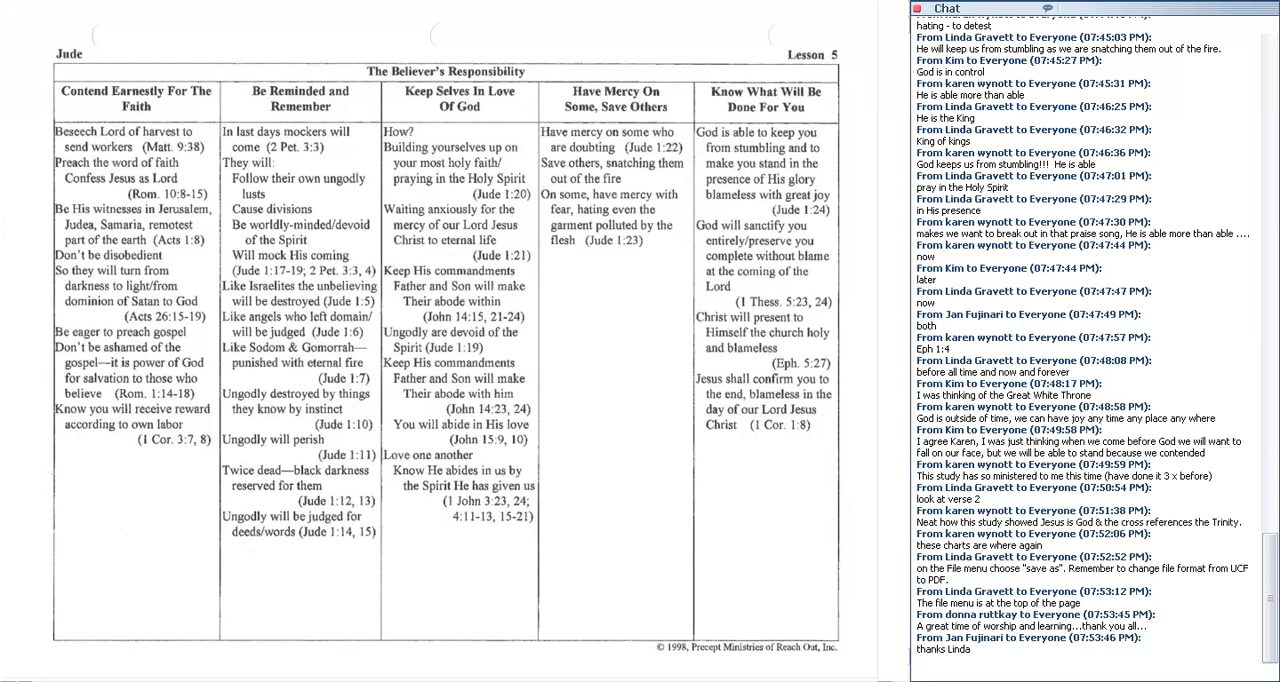 Jude
Lesson 5
The Believer's Responsibility
Contend Earnestly For The
Faith
Beseech Lord of harvest to
send workers (Matt. 9:38)
Preach the word of faith
Confess Jesus as Lord
(Rom. 10:8-15)
Be His witnesses in Jerusalem,
Judea, Samaria, remotest
part of the earth (Acts 1:8)
Don't be disobedient
So they will turn from
darkness to light/from
dominion of Satan to God
(Acts 26:15-19)
Be eager to preach gospel
Don't be ashamed of the
gospel—it is power of God
for salvation to those who
believe (Rom. 1:14-18)
Know you will receive reward
according to own labor
(1 Cor. 3:7, 8)
Be Reminded and
Remember
In last days mockers will
come (2 Pet. 3:3)
They will:
Follow their own ungodly
lusts
Cause divisions
Be worldly-minded/devoid
of the Spirit
Will mock His coming
(Jude 1:17-19; 2 Pet. 3:3, 4)
Like Israelites the unbelieving
will be destroyed (Jude 1:5)
Like angels who left domain/
will be judged (Jude 1:6)
Like Sodom & Gomorrah—
punished with eternal fire
(Jude 1:7)
Ungodly destroyed by things
they know by instinct
(Jude 1:10)
Ungodly will perish
(Jude 1:11)
Twice dead—black darkness
reserved for them
(Jude 1:12, 13)
Ungodly will be judged for
deeds/words (Jude 1:14, 15)
Keep Selves In Love
Of God
How?
Building yourselves up on
your most holy faith/
praying in the Holy Spirit
(Jude 1:20)
Waiting anxiously for the
mercy of our Lord Jesus
Christ to eternal life
(Jude 1:21)
Keep His commandments
Father and Son will make
Their abode within
(John 14:15, 21-24)
Ungodly are devoid of the
Spirit (Jude 1:19)
Keep His commandments
Father and Son will make
Their abode with him
(John 14:23, 24)
You will abide in His love
(John 15:9, 10)
Love one another
Know He abides in us by
the Spirit He has given us
(1 John 3:23, 24;
4:11-13, 15-21)
Have Mercy On
Some, Save Others
Have mercy on some who
are doubting (Jude 1:22)
Save others, snatching them
out of the fire
On some, have mercy with
fear, hating even the
garment polluted by the
flesh (Jude 1:23)
Know What Will Be
Done For You
God is able to keep you
from stumbling and to
make you stand in the
presence of His glory
blameless with great joy
(Jude 1:24)
God will sanctify you
entirely/preserve you
complete without blame
at the coming of the
Lord
(1 Thess. 5:23, 24)
Christ will present to
Himself the church holy
and blameless
(Eph. 5:27)
Jesus shall confirm you to
the end, blameless in the
day of our Lord Jesus
Christ (1 Cor. 1:8)
© 1998, Precept Ministries of Reach Out, Inc.
Chat
hating - to detest
From Linda Gravett to Everyone (07:45:03 PM):
He will keep us from stumbling as we are snatching them out of the fire.
From Kim to Everyone (07:45:27 PM):
God is in control
From karen wynott to Everyone (07:45:31 PM):
He is able more than able
From Linda Gravett to Everyone (07:46:25 PM):
He is the King
From Linda Gravett to Everyone (07:46:32 PM):
King of kings
From karen wynott to Everyone (07:46:36 PM):
God keeps us from stumbling!!! He is able
From karen wynott to Everyone (07:47:01 PM):
pray in the Holy Spirit
From Linda Gravett to Everyone (07:47:29 PM):
in His presence
From karen wynott to Everyone (07:47:30 PM):
makes we want to break out in that praise song, He is able more than able ....
From karen wynott to Everyone (07:47:44 PM):
now
From Kim to Everyone (07:47:44 PM):
later
From Linda Gravett to Everyone (07:47:47 PM):
now
From Jan Fujinari to Everyone (07:47:49 PM):
both
From karen wynott to Everyone (07:47:57 PM):
Eph 1:4
From Linda Gravett to Everyone (07:48:08 PM):
before all time and now and forever
From Kim to Everyone (07:48:17 PM):
I was thinking of the Great White Throne
From karen wynott to Everyone (07:48:58 PM):
God is outside of time, we can have joy any time any place any where
From Kim to Everyone (07:49:58 PM):
I agree Karen, I was just thinking when we come before God we will want to
fall on our face, but we will be able to stand because we contended
From karen wynott to Everyone (07:49:59 PM):
This study has so ministered to me this time (have done it 3 x before)
From Linda Gravett to Everyone (07:50:54 PM):
look at verse 2
From karen wynott to Everyone (07:51:38 PM):
Neat how this study showed Jesus is God & the cross references the Trinity.
From karen wynott to Everyone (07:52:06 PM):
these charts are where again
From Linda Gravett to Everyone (07:52:52 PM):
on the File menu choose "save as". Remember to change file format from UCF
to PDF.
From Linda Gravett to Everyone (07:53:12 PM):
The file menu is at the top of the page
From donna ruttkay to Everyone (07:53:45 PM):
A great time of worship and learning...thank you all...
From Jan Fujinari to Everyone (07:53:46 PM):
thanks Linda